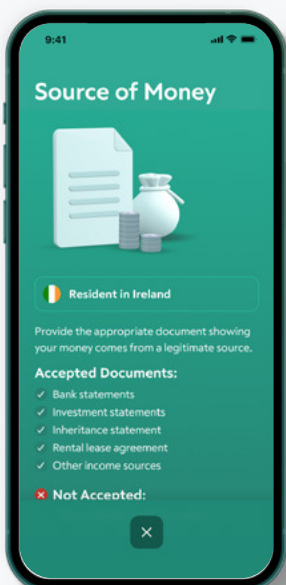 9:41
Source of Money
Resident in Ireland
Provide the appropriate document showing
your money comes from a legitimate source.
Accepted Documents:
Bank statements
Investment statements
Inheritance statement
Rental lease agreement
Other income sources
Not Accepted: